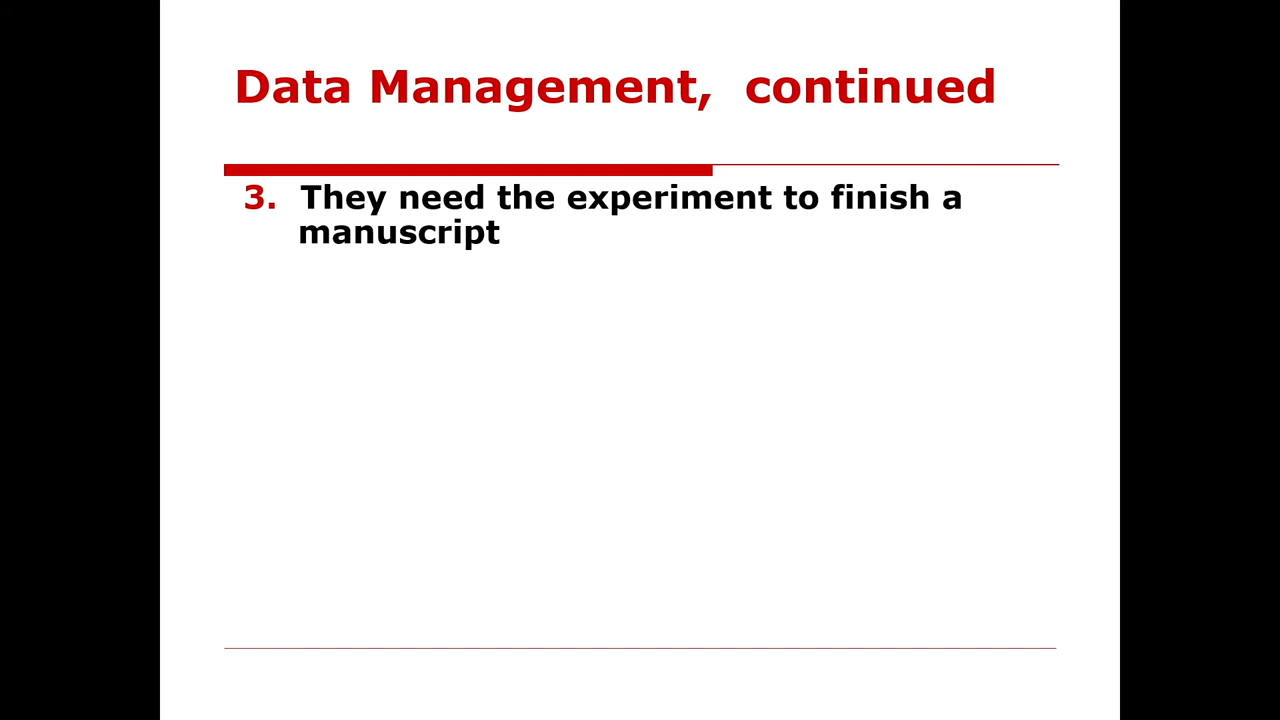 Data Management,  continued
3.  They need the experiment to finish a
manuscript